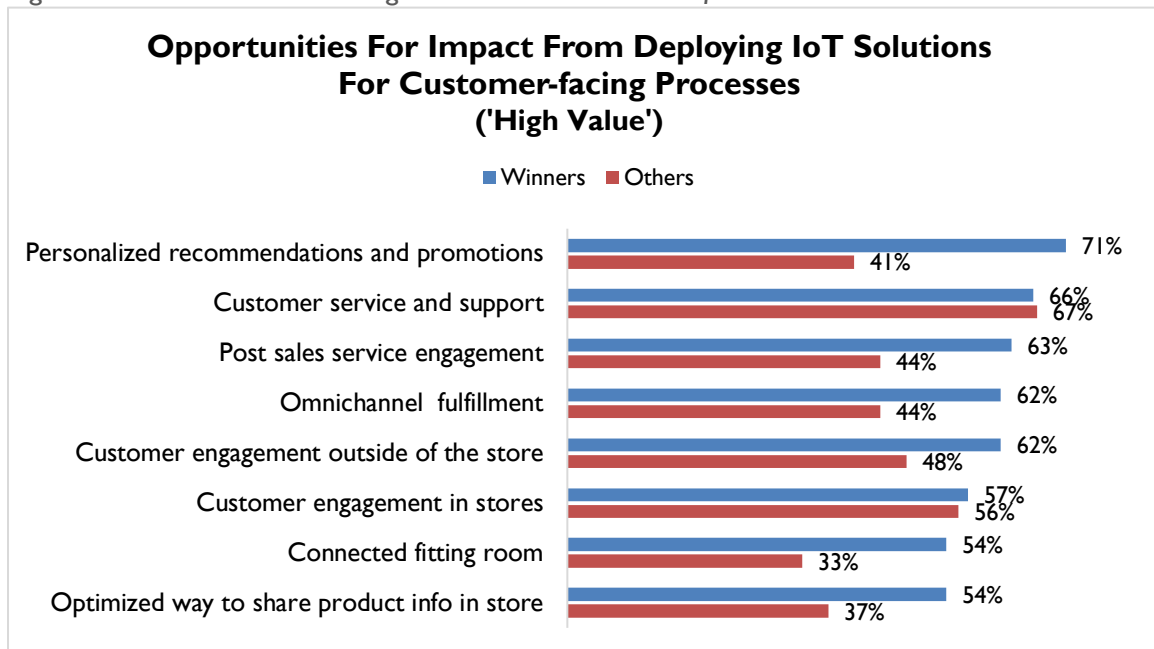 Opportunities For Impact From Deploying IoT Solutions
For Customer-facing Processes
('High Value')
Winners Others
Personalized recommendations and promotions 71% 41%
Customer service and support 66% 67%
Post sales service engagement 63% 44%
Omnichannel fulfillment 62% 44%
Customer engagement outside of the store 62% 48%
Customer engagement in stores 57% 56%
Connected fitting room 54% 33%
Optimized way to share product info in store 54% 37%